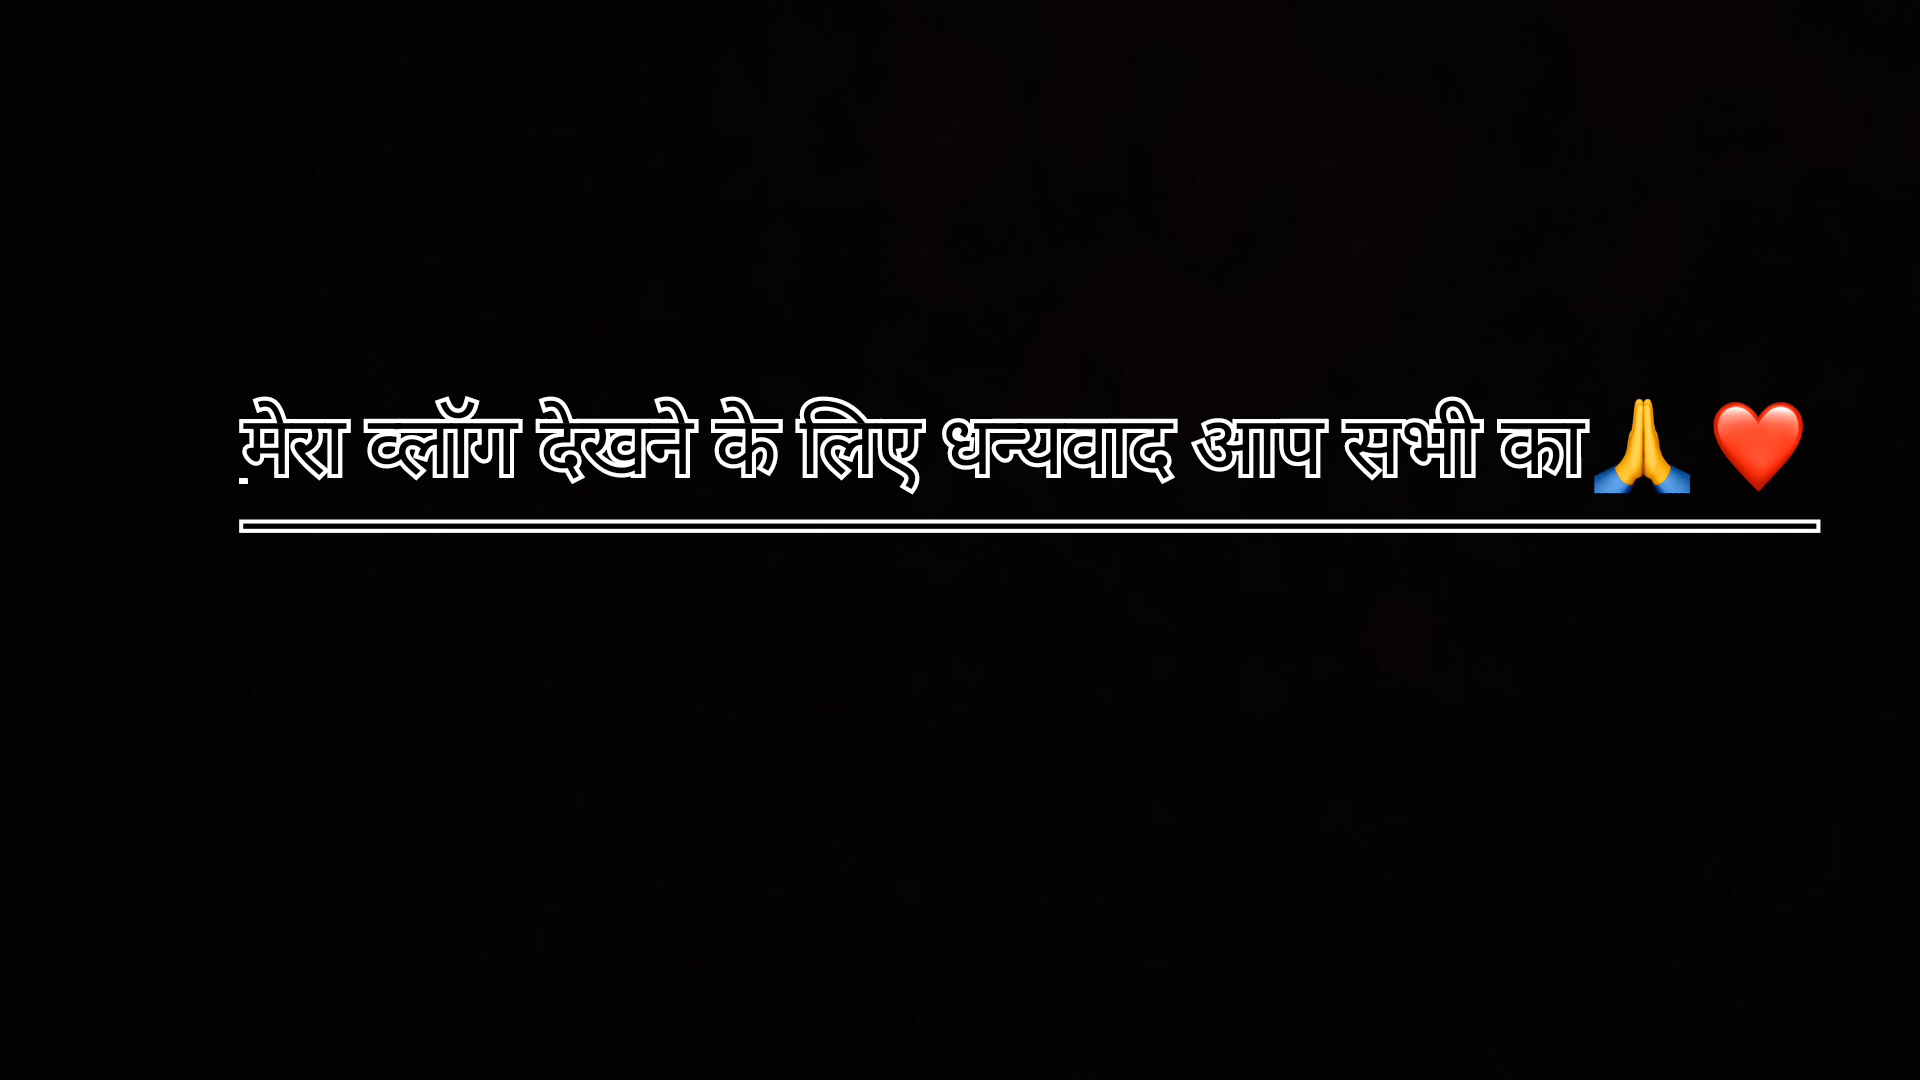 मेरा व्लॉग देखने के लिए धन्यवाद आप सभी का🙏❤️